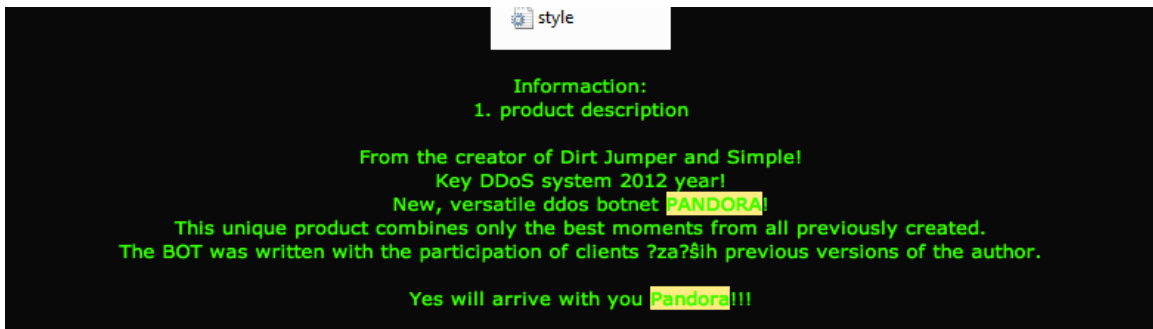 style
Informaction:
1. product description
From the creator of Dirt Jumper and Simple!
Key DDoS system 2012 year!
New, versatile ddos botnet PANDORA!
This unique product combines only the best moments from all previously created.
The BOT was written with the participation of clients ?za?ŝih previous versions of the author.
Yes will arrive with you Pandora!!!